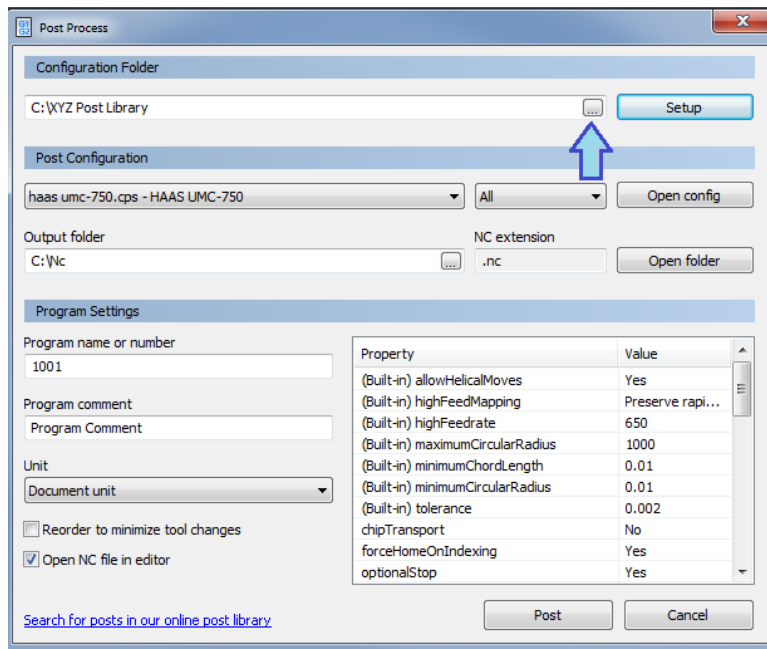 G1
G2
Post Process
X
Configuration Folder
C:\XYZ Post Library
...
Setup
Post Configuration
haas umc-750.cps - HAAS UMC-750
All
Open config
Output folder
NC extension
C:\Nc
...
.nc
Open folder
Program Settings
Program name or number
1001
Program comment
Program Comment
Unit
Document unit
Reorder to minimize tool changes
Open NC file in editor
Property Value
(Built-in) allowHelicalMoves Yes
(Built-in) highFeedMapping Preserve rapi...
(Built-in) highFeedrate 650
(Built-in) maximumCircularRadius 1000
(Built-in) minimumChordLength 0.01
(Built-in) minimumCircularRadius 0.01
(Built-in) tolerance 0.002
chipTransport No
forceHomeOnIndexing Yes
optionalStop Yes
Search for posts in our online post library
Post
Cancel